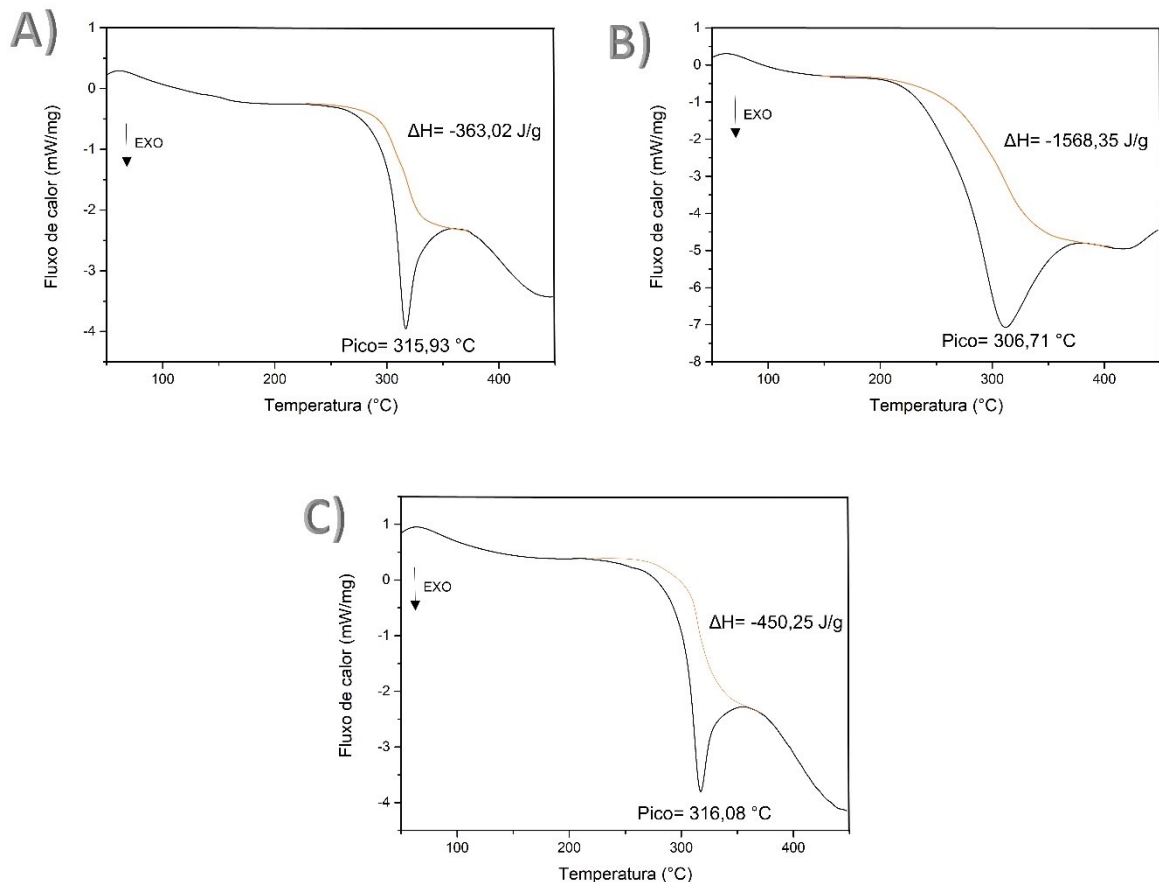 A)
1
0
-1
-2
-3
-4
Fluxo de calor (mW/mg)
EXO
ΔH= -363,02 J/g
Pico= 315,93 °C
100
200
300
400
Temperatura (°C)
B)
1
0
-1
-2
-3
-4
-5
-6
-7
-8
Fluxo de calor (mW/mg)
EXO
ΔH= -1568,35 J/g
Pico= 306,71 °C
100
200
300
400
Temperatura (°C)
C)
1
0
-1
-2
-3
-4
Fluxo de calor (mW/mg)
EXO
ΔH= -450,25 J/g
Pico= 316,08 °C
100
200
300
400
Temperatura (°C)